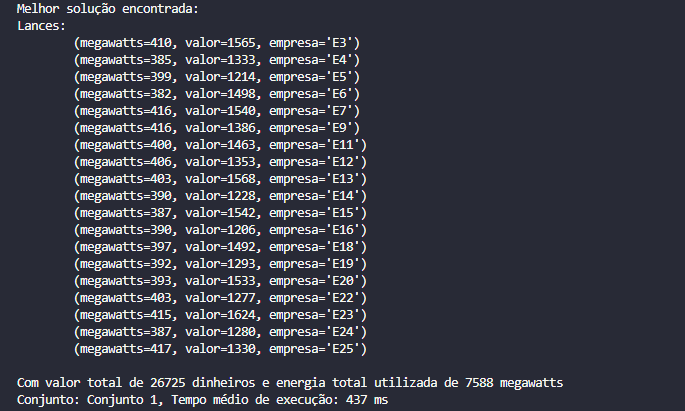 Melhor solução encontrada:
Lances:
(megawatts=410, valor=1565, empresa='E3')
(megawatts=385, valor=1333, empresa='E4')
(megawatts=399, valor=1214, empresa='E5')
(megawatts=382, valor=1498, empresa='E6')
(megawatts=416, valor=1540, empresa='E7')
(megawatts=416, valor=1386, empresa='E9')
(megawatts=400, valor=1463, empresa='E11')
(megawatts=406, valor=1353, empresa='E12')
(megawatts=403, valor=1568, empresa='E13')
(megawatts=390, valor=1228, empresa='E14')
(megawatts=387, valor=1542, empresa='E15')
(megawatts=390, valor=1206, empresa='E16')
(megawatts=397, valor=1492, empresa='E18')
(megawatts=392, valor=1293, empresa='E19')
(megawatts=393, valor=1533, empresa='E20')
(megawatts=403, valor=1277, empresa='E22')
(megawatts=415, valor=1624, empresa='E23')
(megawatts=387, valor=1280, empresa='E24')
(megawatts=417, valor=1330, empresa='E25')
Com valor total de 26725 dinheiros e energia total utilizada de 7588 megawatts
Conjunto: Conjunto 1, Tempo médio de execução: 437 ms